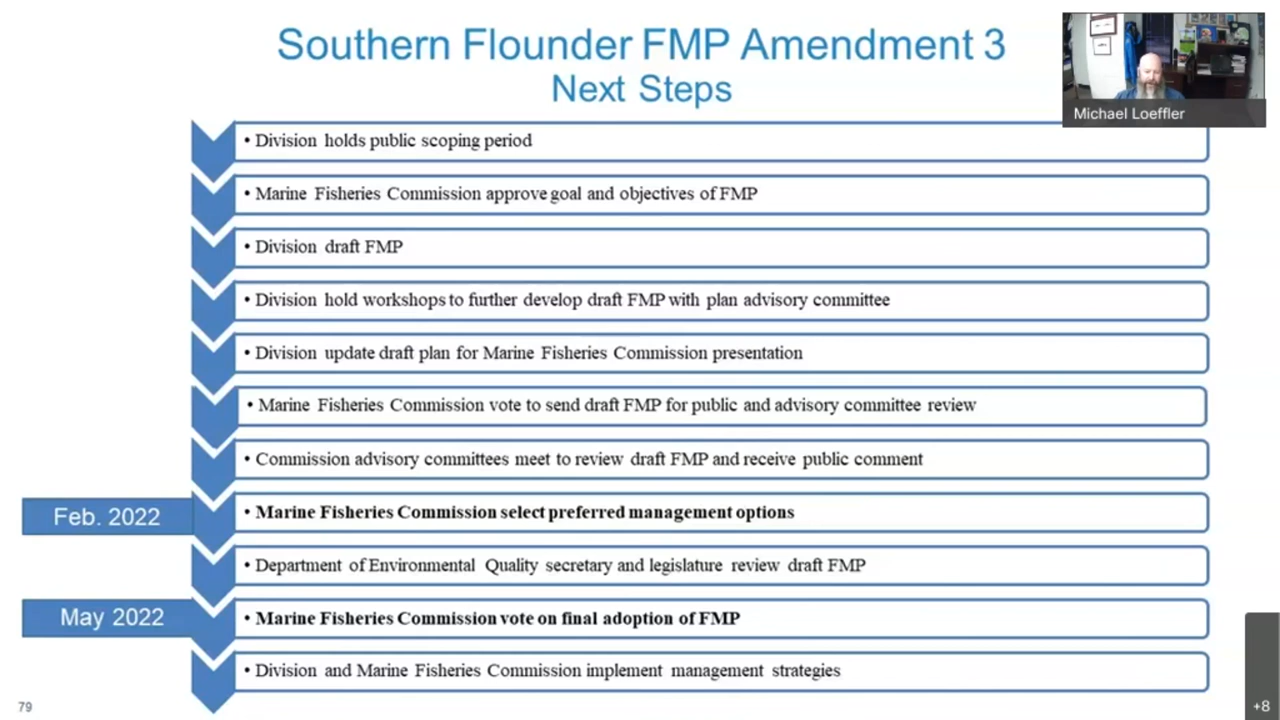 Southern Flounder FMP Amendment 3
Next Steps
Michael Loeffler
• Division holds public scoping period
• Marine Fisheries Commission approve goal and objectives of FMP
• Division draft FMP
• Division hold workshops to further develop draft FMP with plan advisory committee
• Division update draft plan for Marine Fisheries Commission presentation
• Marine Fisheries Commission vote to send draft FMP for public and advisory committee review
• Commission advisory committees meet to review draft FMP and receive public comment
Feb. 2022
• Marine Fisheries Commission select preferred management options
• Department of Environmental Quality secretary and legislature review draft FMP
May 2022
• Marine Fisheries Commission vote on final adoption of FMP
• Division and Marine Fisheries Commission implement management strategies
79
+8